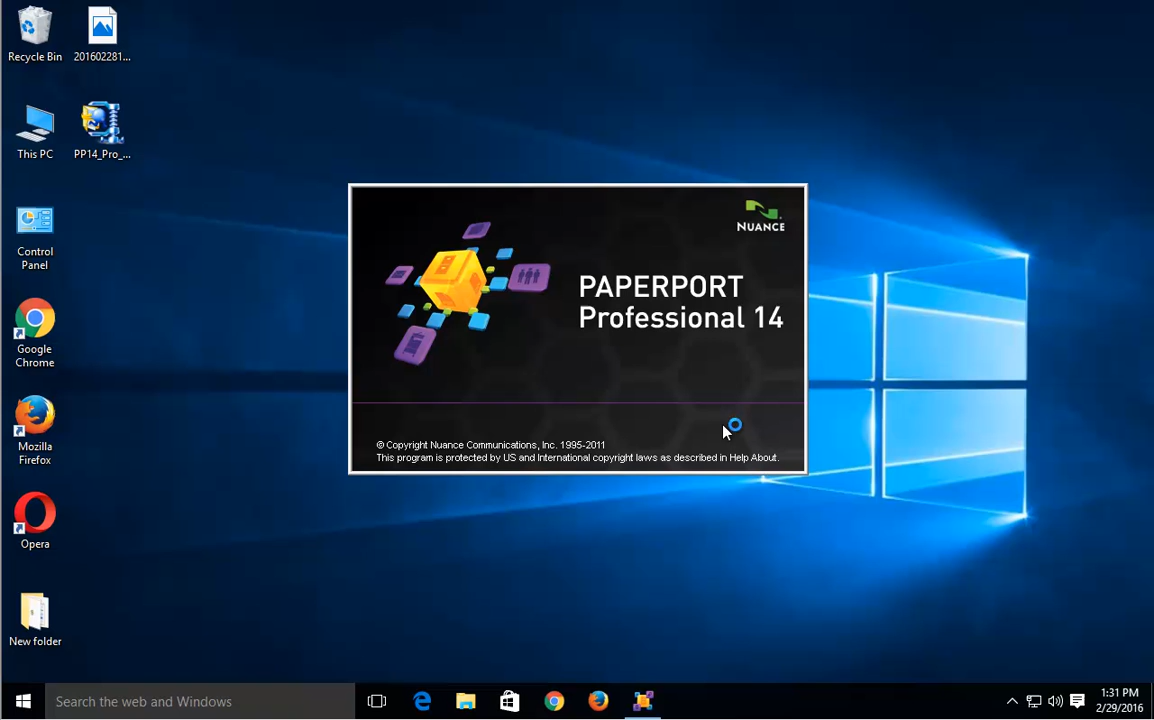 Recycle Bin
201602281...
This PC
PP14_Pro_...
Control
Panel
Google
Chrome
Mozilla
Firefox
Opera
New folder
NUANCE
PAPERPORT
Professional 14
© Copyright Nuance Communications, Inc. 1995-2011
This program is protected by US and International copyright laws as described in Help About.
Search the web and Windows
1:31 PM
2/29/2016